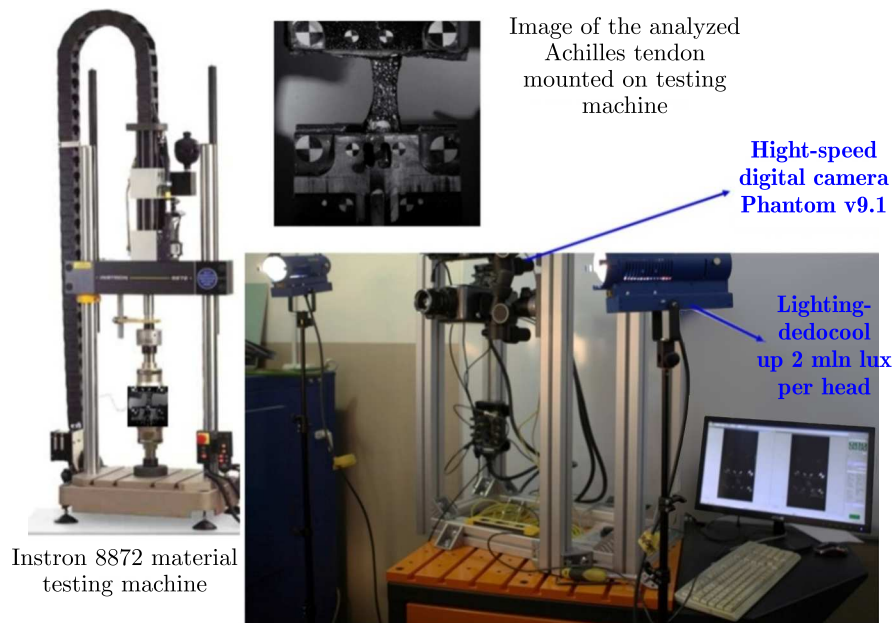 Image of the analyzed
Achilles tendon
mounted on testing
machine
Hight-speed
digital camera
Phantom v9.1
INSTRON
Lighting-
dedocool
up 2 mln lux
per head
Instron 8872 material
testing machine